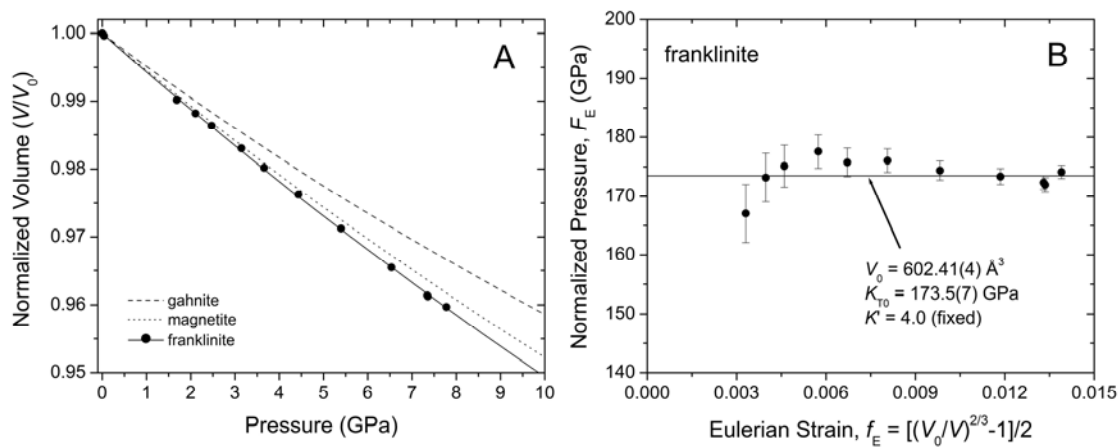 A
1.00
0.99
0.98
0.97
0.96
0.95
Normalized Volume (V/V₀)
gahnite
magnetite
franklinite
0 1 2 3 4 5 6 7 8 9 10
Pressure (GPa)
B
franklinite
200
190
180
170
160
150
140
Normalized Pressure, F_E (GPa)
V₀ = 602.41(4) Å³
K_T0 = 173.5(7) GPa
K' = 4.0 (fixed)
0.000 0.003 0.006 0.009 0.012 0.015
Eulerian Strain, f_E = [(V₀/V)^2/3-1]/2